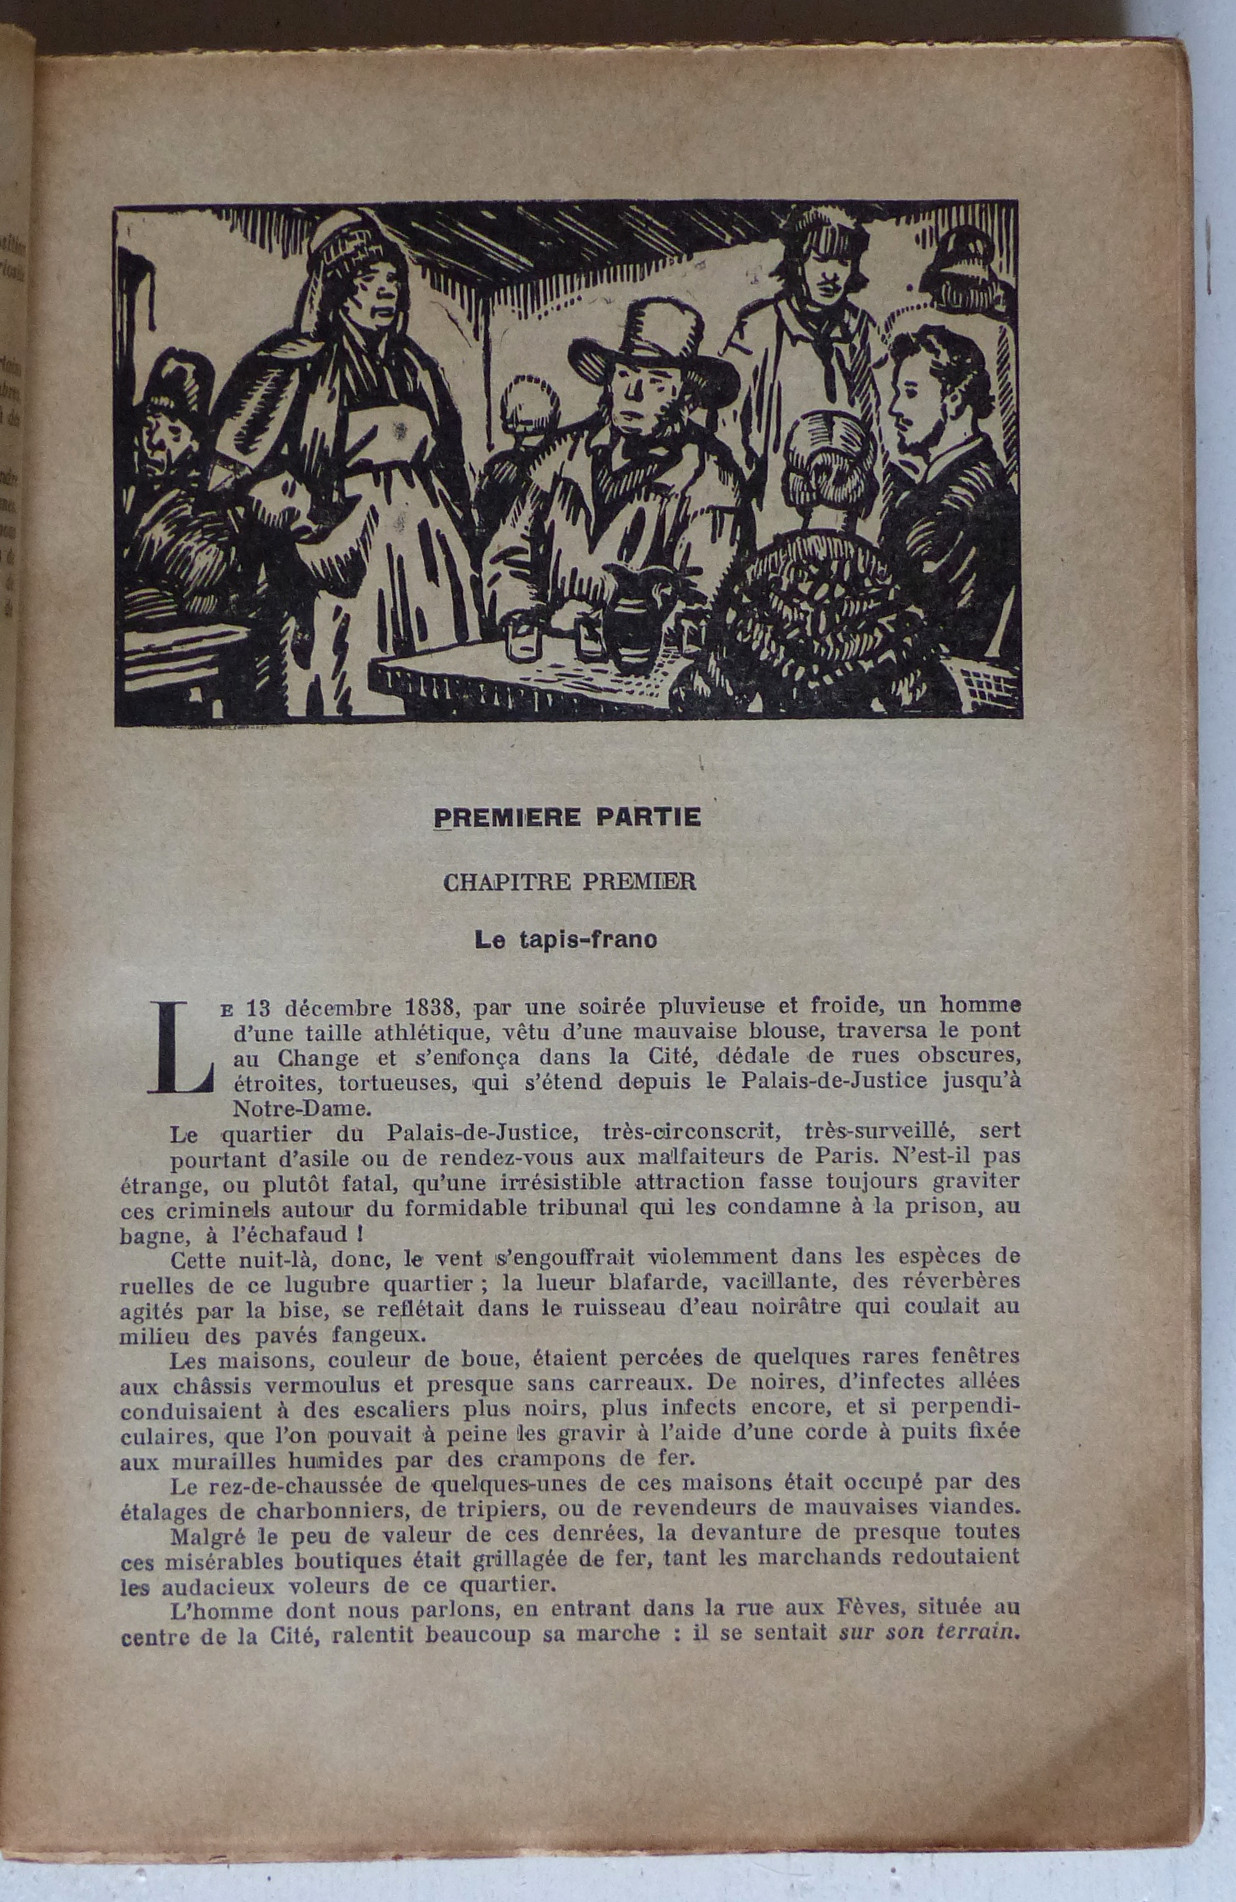 PREMIERE PARTIE
CHAPITRE PREMIER
Le tapis-frano
LE 13 décembre 1838, par une soirée pluvieuse et froide, un homme
d'une taille athlétique, vêtu d'une mauvaise blouse, traversa le pont
au Change et s'enfonça dans la Cité, dédale de rues obscures,
étroites, tortueuses, qui s'étend depuis le Palais-de-Justice jusqu'à
Notre-Dame.
Le quartier du Palais-de-Justice, très-circonscrit, très-surveillé, sert
pourtant d'asile ou de rendez-vous aux malfaiteurs de Paris. N'est-il pas
étrange, ou plutôt fatal, qu'une irrésistible attraction fasse toujours graviter
ces criminels autour du formidable tribunal qui les condamne à la prison, au
bagne, à l'échafaud !
Cette nuit-là, donc, le vent s'engouffrait violemment dans les espèces de
ruelles de ce lugubre quartier ; la lueur blafarde, vacillante, des réverbères
agités par la bise, se reflétait dans le ruisseau d'eau noirâtre qui coulait au
milieu des pavés fangeux.
Les maisons, couleur de boue, étaient percées de quelques rares fenêtres
aux châssis vermoulus et presque sans carreaux. De noires, d'infectes allées
conduisaient à des escaliers plus noirs, plus infects encore, et si perpendi-
culaires, que l'on pouvait à peine les gravir à l'aide d'une corde à puits fixée
aux murailles humides par des crampons de fer.
Le rez-de-chaussée de quelques-unes de ces maisons était occupé par des
étalages de charbonniers, de tripiers, ou de revendeurs de mauvaises viandes.
Malgré le peu de valeur de ces denrées, la devanture de presque toutes
ces misérables boutiques était grillagée de fer, tant les marchands redoutaient
les audacieux voleurs de ce quartier.
L'homme dont nous parlons, en entrant dans la rue aux Fèves, située au
centre de la Cité, ralentit beaucoup sa marche : il se sentait sur son terrain.